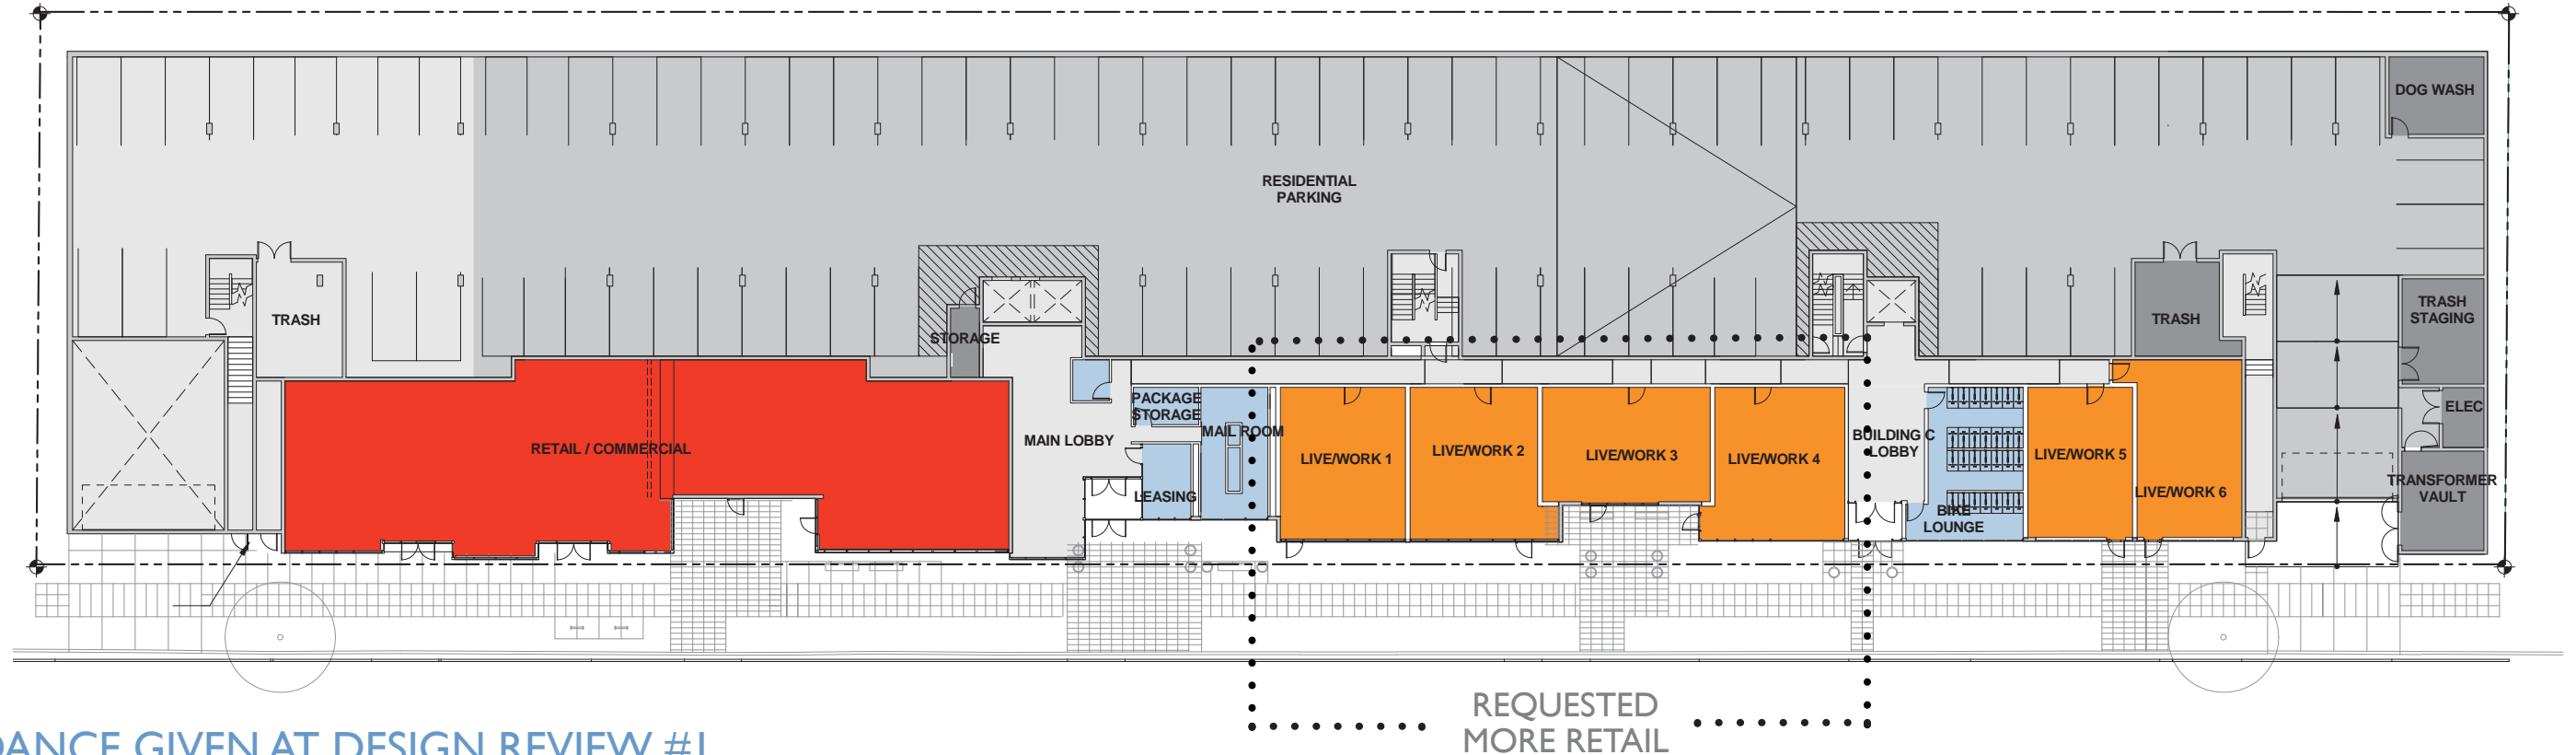 DOG WASH
RESIDENTIAL
PARKING
TRASH
STORAGE
TRASH
TRASH
STAGING
PACKAGE
STORAGE
MAIL ROOM
ELEC
RETAIL / COMMERCIAL
MAIN LOBBY
LEASING
LIVE/WORK 1
LIVE/WORK 2
LIVE/WORK 3
LIVE/WORK 4
BUILDING C
LOBBY
BIKE
LOUNGE
LIVE/WORK 5
LIVE/WORK 6
TRANSFORMER
VAULT
REQUESTED
MORE RETAIL
DANCE GIVEN AT DESIGN REVIEW #1